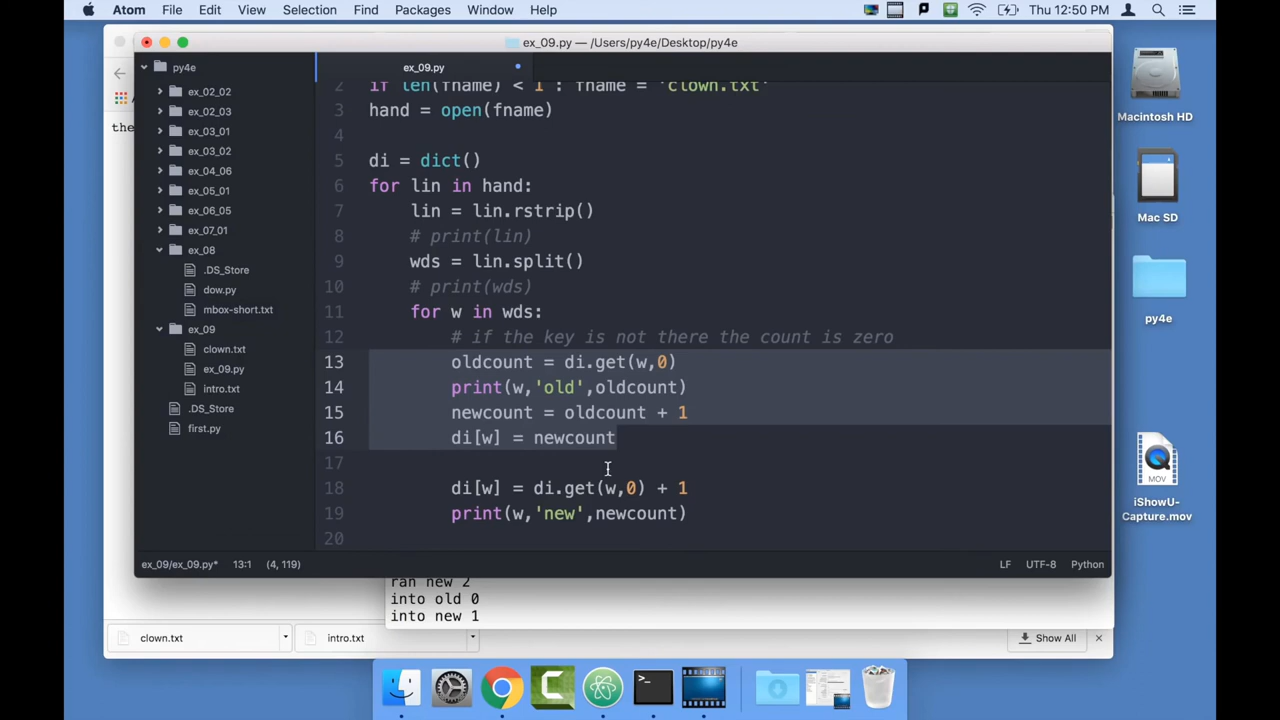 Atom File Edit View Selection Find Packages Window Help Thu 12:50 PM
ex_09.py — /Users/py4e/Desktop/py4e
py4e
ex_02_02
ex_02_03
ex_03_01
ex_03_02
ex_04_06
ex_05_01
ex_06_05
ex_07_01
ex_08
.DS_Store
dow.py
mbox-short.txt
ex_09
clown.txt
ex_09.py
intro.txt
.DS_Store
first.py
the
ex_09.py
2 if len(fname) < 1 : fname = 'clown.txt'
3 hand = open(fname)
4
5 di = dict()
6 for lin in hand:
7 lin = lin.rstrip()
8 # print(lin)
9 wds = lin.split()
10 # print(wds)
11 for w in wds:
12 # if the key is not there the count is zero
13 oldcount = di.get(w,0)
14 print(w,'old',oldcount)
15 newcount = oldcount + 1
16 di[w] = newcount
17
18 di[w] = di.get(w,0) + 1
19 print(w,'new',newcount)
20
ex_09/ex_09.py* 13:1 (4, 119) LF UTF-8 Python
ran new 2
into old 0
into new 1
clown.txt intro.txt Show All
Macintosh HD
Mac SD
py4e
MOV
iShowU-
Capture.mov